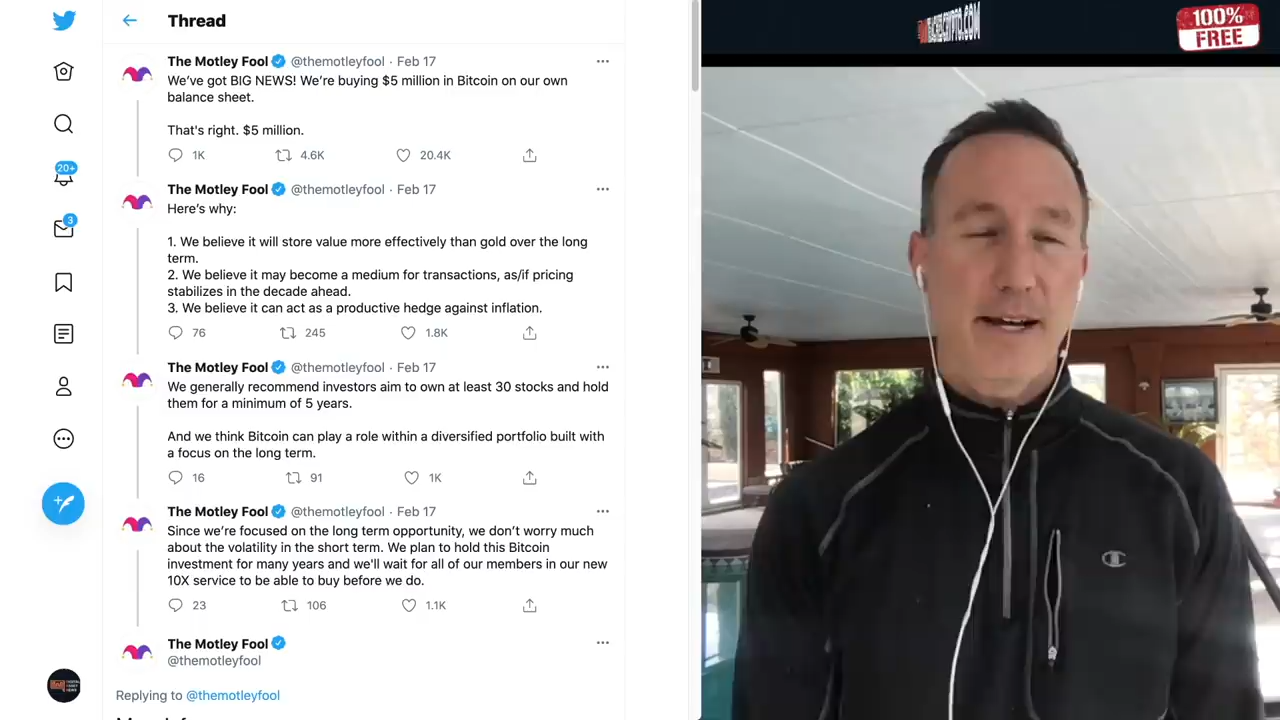 Thread
The Motley Fool @themotleyfool · Feb 17
We've got BIG NEWS! We're buying $5 million in Bitcoin on our own
balance sheet.
That's right. $5 million.
1K 4.6K 20.4K
The Motley Fool @themotleyfool · Feb 17
Here's why:
1. We believe it will store value more effectively than gold over the long
term.
2. We believe it may become a medium for transactions, as/if pricing
stabilizes in the decade ahead.
3. We believe it can act as a productive hedge against inflation.
76 245 1.8K
The Motley Fool @themotleyfool · Feb 17
We generally recommend investors aim to own at least 30 stocks and hold
them for a minimum of 5 years.
And we think Bitcoin can play a role within a diversified portfolio built with
a focus on the long term.
16 91 1K
The Motley Fool @themotleyfool · Feb 17
Since we're focused on the long term opportunity, we don't worry much
about the volatility in the short term. We plan to hold this Bitcoin
investment for many years and we'll wait for all of our members in our new
10X service to be able to buy before we do.
23 106 1.1K
The Motley Fool
@themotleyfool
Replying to @themotleyfool
20+
3
100%
FREE